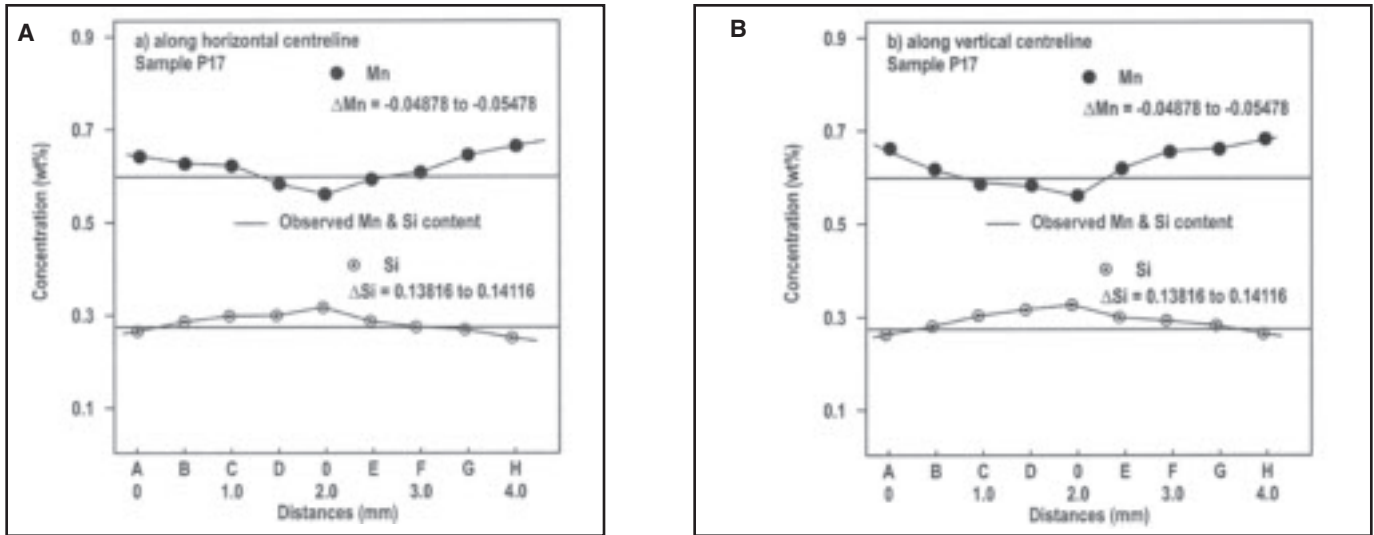 A
a) along horizontal centreline
Sample P17
Mn
ΔMn = -0.04878 to -0.05478
Observed Mn & Si content
Si
ΔSi = 0.13816 to 0.14116
Concentration (wt%)
0.9
0.7
0.5
0.3
0.1
A B C D 0 E F G H
0 1.0 2.0 3.0 4.0
Distances (mm)
B
b) along vertical centreline
Sample P17
Mn
ΔMn = -0.04878 to -0.05478
Observed Mn & Si content
Si
ΔSi = 0.13816 to 0.14116
Concentration (wt%)
0.9
0.7
0.5
0.3
0.1
A B C D 0 E F G H
0 1.0 2.0 3.0 4.0
Distances (mm)